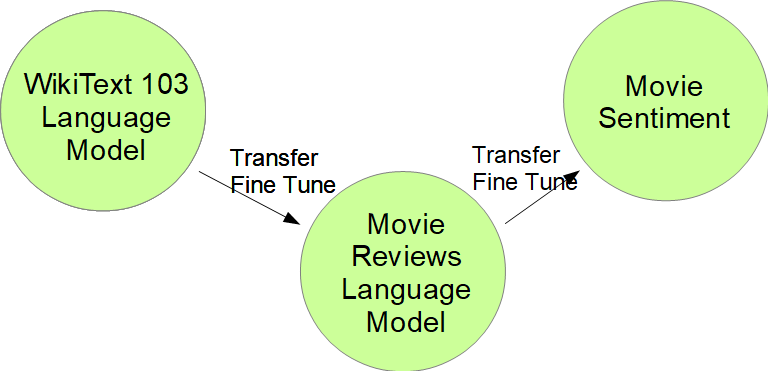 WikiText 103
Language
Model
Transfer
Fine Tune
Movie
Reviews
Language
Model
Transfer
Fine Tune
Movie
Sentiment